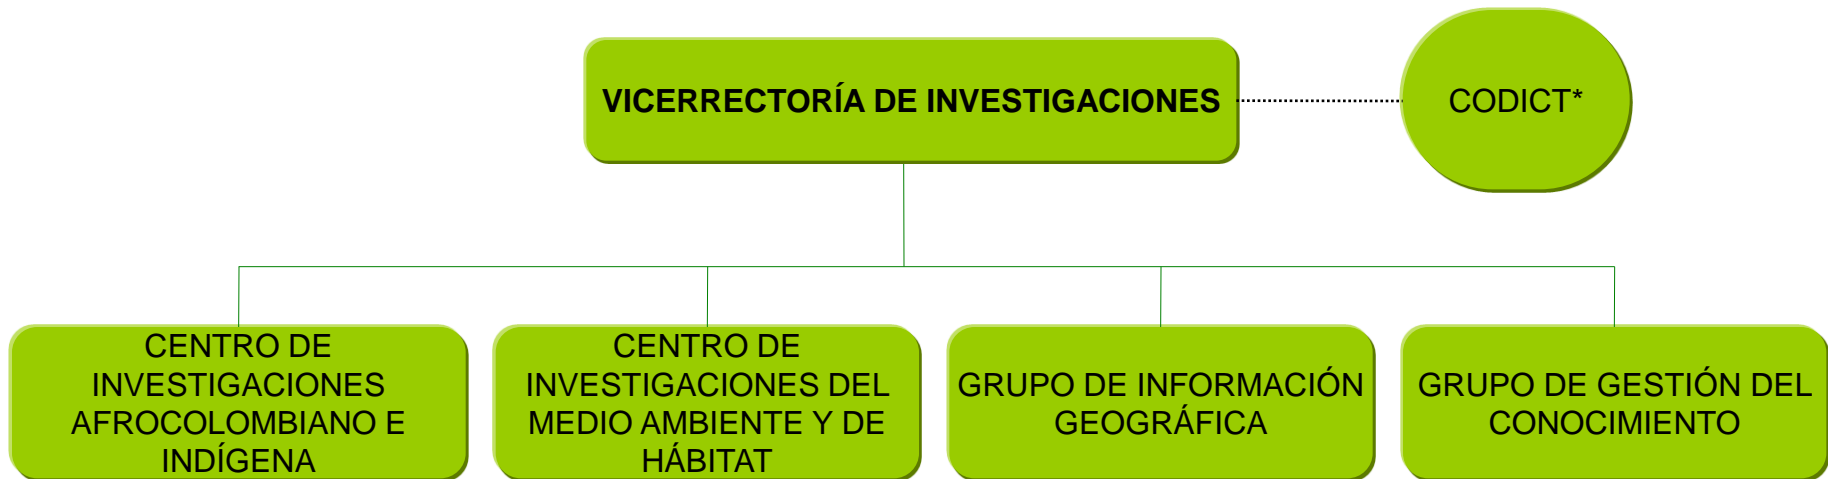 VICERRECTORÍA DE INVESTIGACIONES
CODICT*
CENTRO DE
INVESTIGACIONES
AFROCOLOMBIANO E
INDÍGENA
CENTRO DE
INVESTIGACIONES DEL
MEDIO AMBIENTE Y DE
HÁBITAT
GRUPO DE INFORMACIÓN
GEOGRÁFICA
GRUPO DE GESTIÓN DEL
CONOCIMIENTO